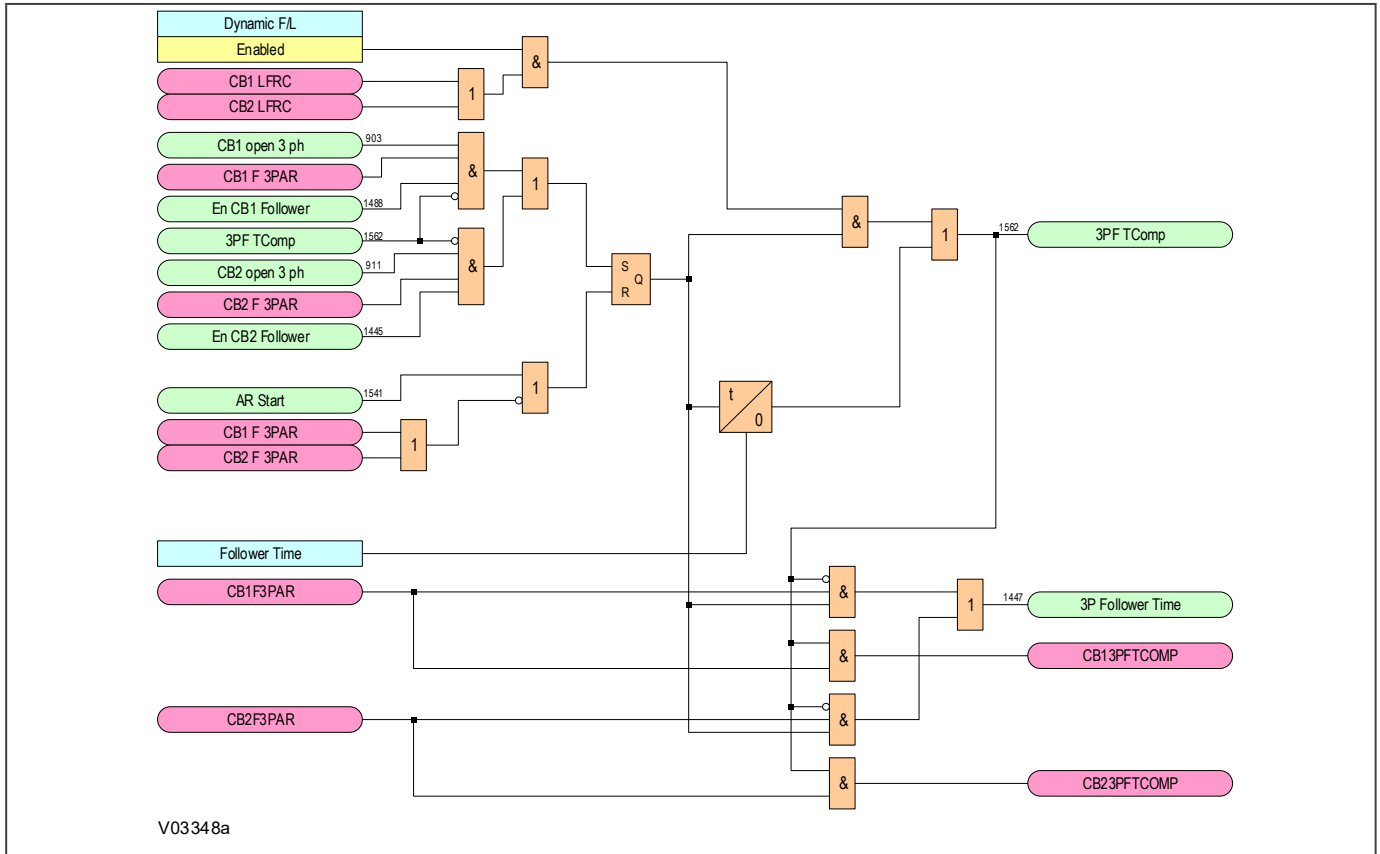 Dynamic F/L
Enabled
&
CB1 LFRC
1
CB2 LFRC
CB1 open 3 ph
903
&
CB1 F 3PAR
1
En CB1 Follower
1488
3PF TComp
1562
&
CB2 open 3 ph
911
CB2 F 3PAR
En CB2 Follower
1445
S
Q
R
&
1
1562
3PF TComp
AR Start
1541
1
CB1 F 3PAR
1
CB2 F 3PAR
t
0
Follower Time
CB1F3PAR
&
1
1447
3P Follower Time
&
CB13PFTCOMP
CB2F3PAR
&
&
CB23PFTCOMP
V03348a